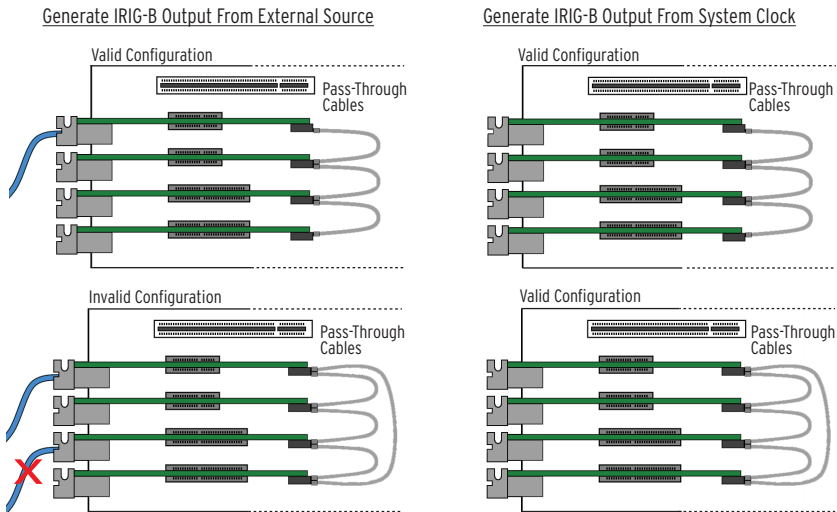 Generate IRIG-B Output From External Source
Valid Configuration
Pass-Through
Cables
Invalid Configuration
Pass-Through
Cables
X
Generate IRIG-B Output From System Clock
Valid Configuration
Pass-Through
Cables
Valid Configuration
Pass-Through
Cables